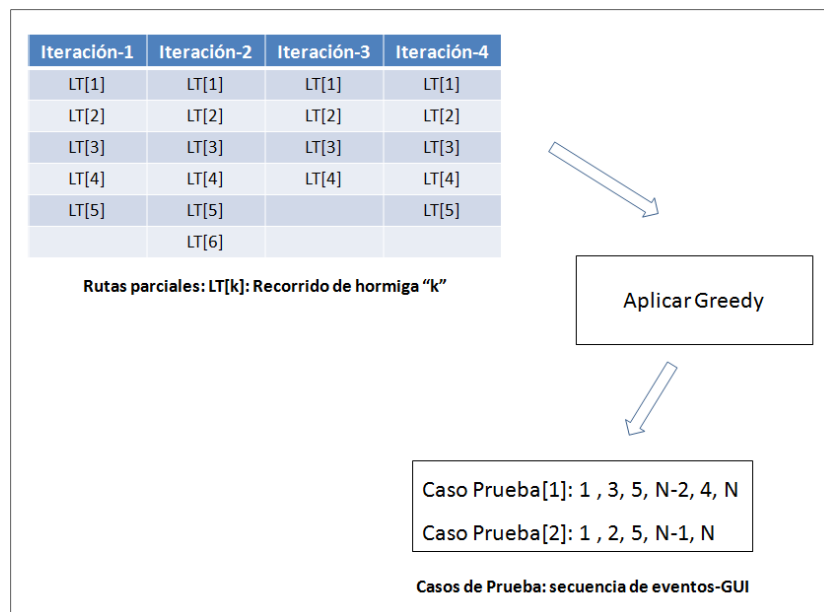 Iteración-1 Iteración-2 Iteración-3 Iteración-4
LT[1] LT[1] LT[1] LT[1]
LT[2] LT[2] LT[2] LT[2]
LT[3] LT[3] LT[3] LT[3]
LT[4] LT[4] LT[4] LT[4]
LT[5] LT[5] LT[5]
LT[6]
Rutas parciales: LT[k]: Recorrido de hormiga “k”
Aplicar Greedy
Caso Prueba[1]: 1 , 3, 5, N-2, 4, N
Caso Prueba[2]: 1 , 2, 5, N-1, N
Casos de Prueba: secuencia de eventos-GUI